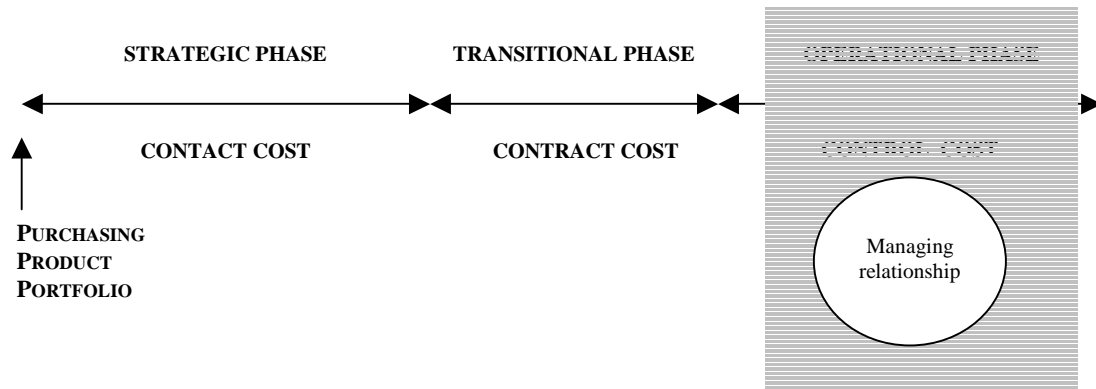 STRATEGIC PHASE
TRANSITIONAL PHASE
OPERATIONAL PHASE
CONTACT COST
CONTRACT COST
CONTROL COST
PURCHASING
PRODUCT
PORTFOLIO
Managing
relationship